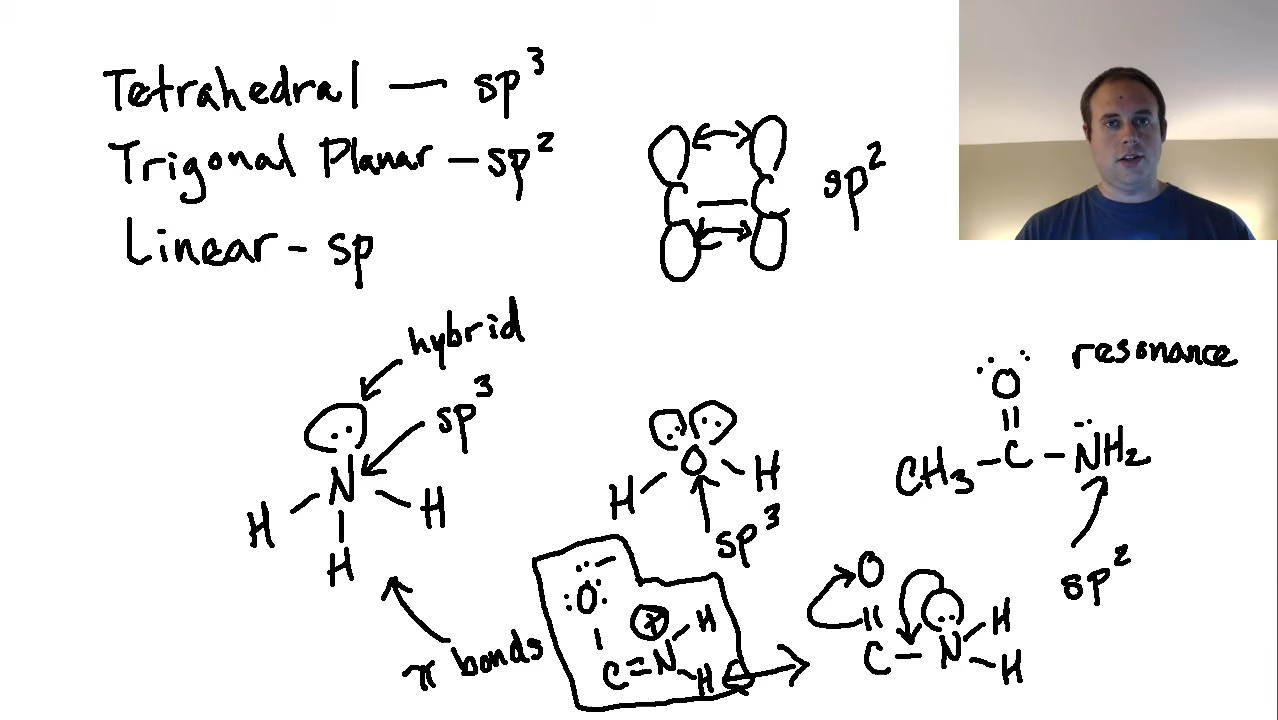 Tetrahedral — sp³
Trigonal Planar — sp²
Linear - sp
C — C
sp²
hybrid
sp³
N
H H
H
π bonds
O
H H
sp³
resonance
O
CH₃ - C - NH₂
sp²
O
C = N
⊕
H
H
O
C - N
H
H